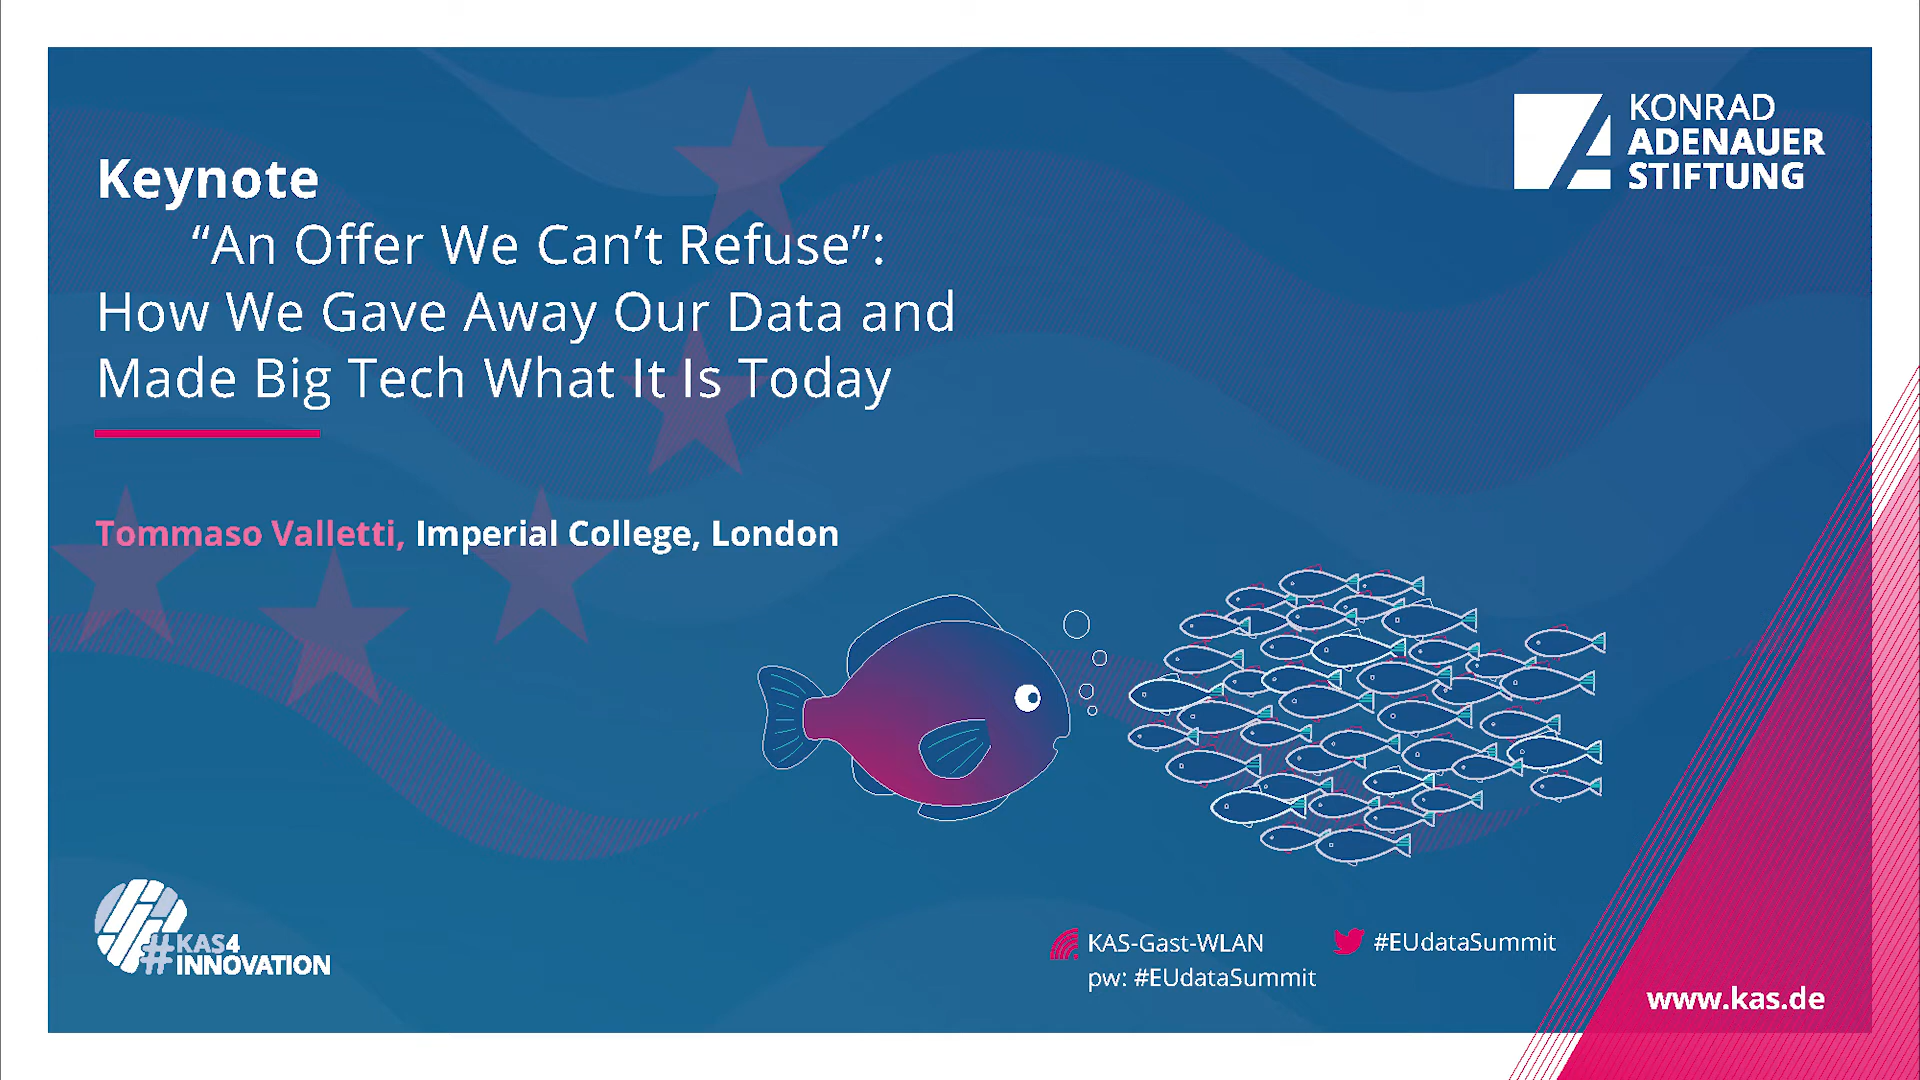 KONRAD
ADENAUER
STIFTUNG
Keynote
“An Offer We Can’t Refuse”:
How We Gave Away Our Data and
Made Big Tech What It Is Today
Tommaso Valletti, Imperial College, London
#KAS4
INNOVATION
KAS-Gast-WLAN
pw: #EUdataSummit
#EUdataSummit
www.kas.de